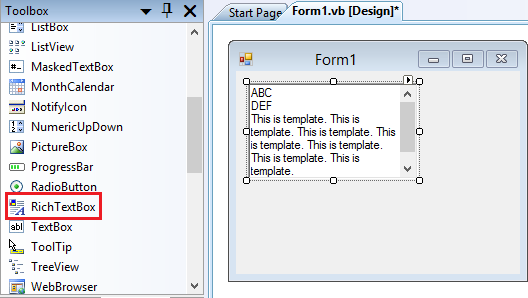 Toolbox
ListBox
ListView
MaskedTextBox
MonthCalendar
NotifyIcon
NumericUpDown
PictureBox
ProgressBar
RadioButton
RichTextBox
abl TextBox
ToolTip
TreeView
WebBrowser
Start Page
Form1.vb [Design]*
Form1
ABC
DEF
This is template. This is
template. This is template. This
is template. This is template.
This is template. This is
template.